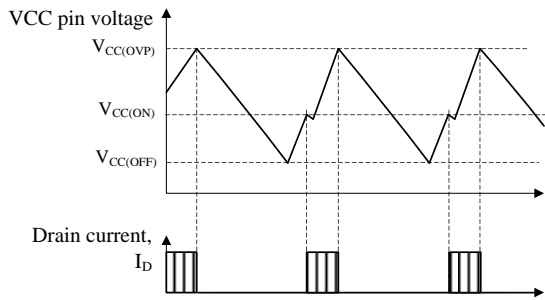 VCC pin voltage
VCC(OVP)
VCC(ON)
VCC(OFF)
Drain current,
ID